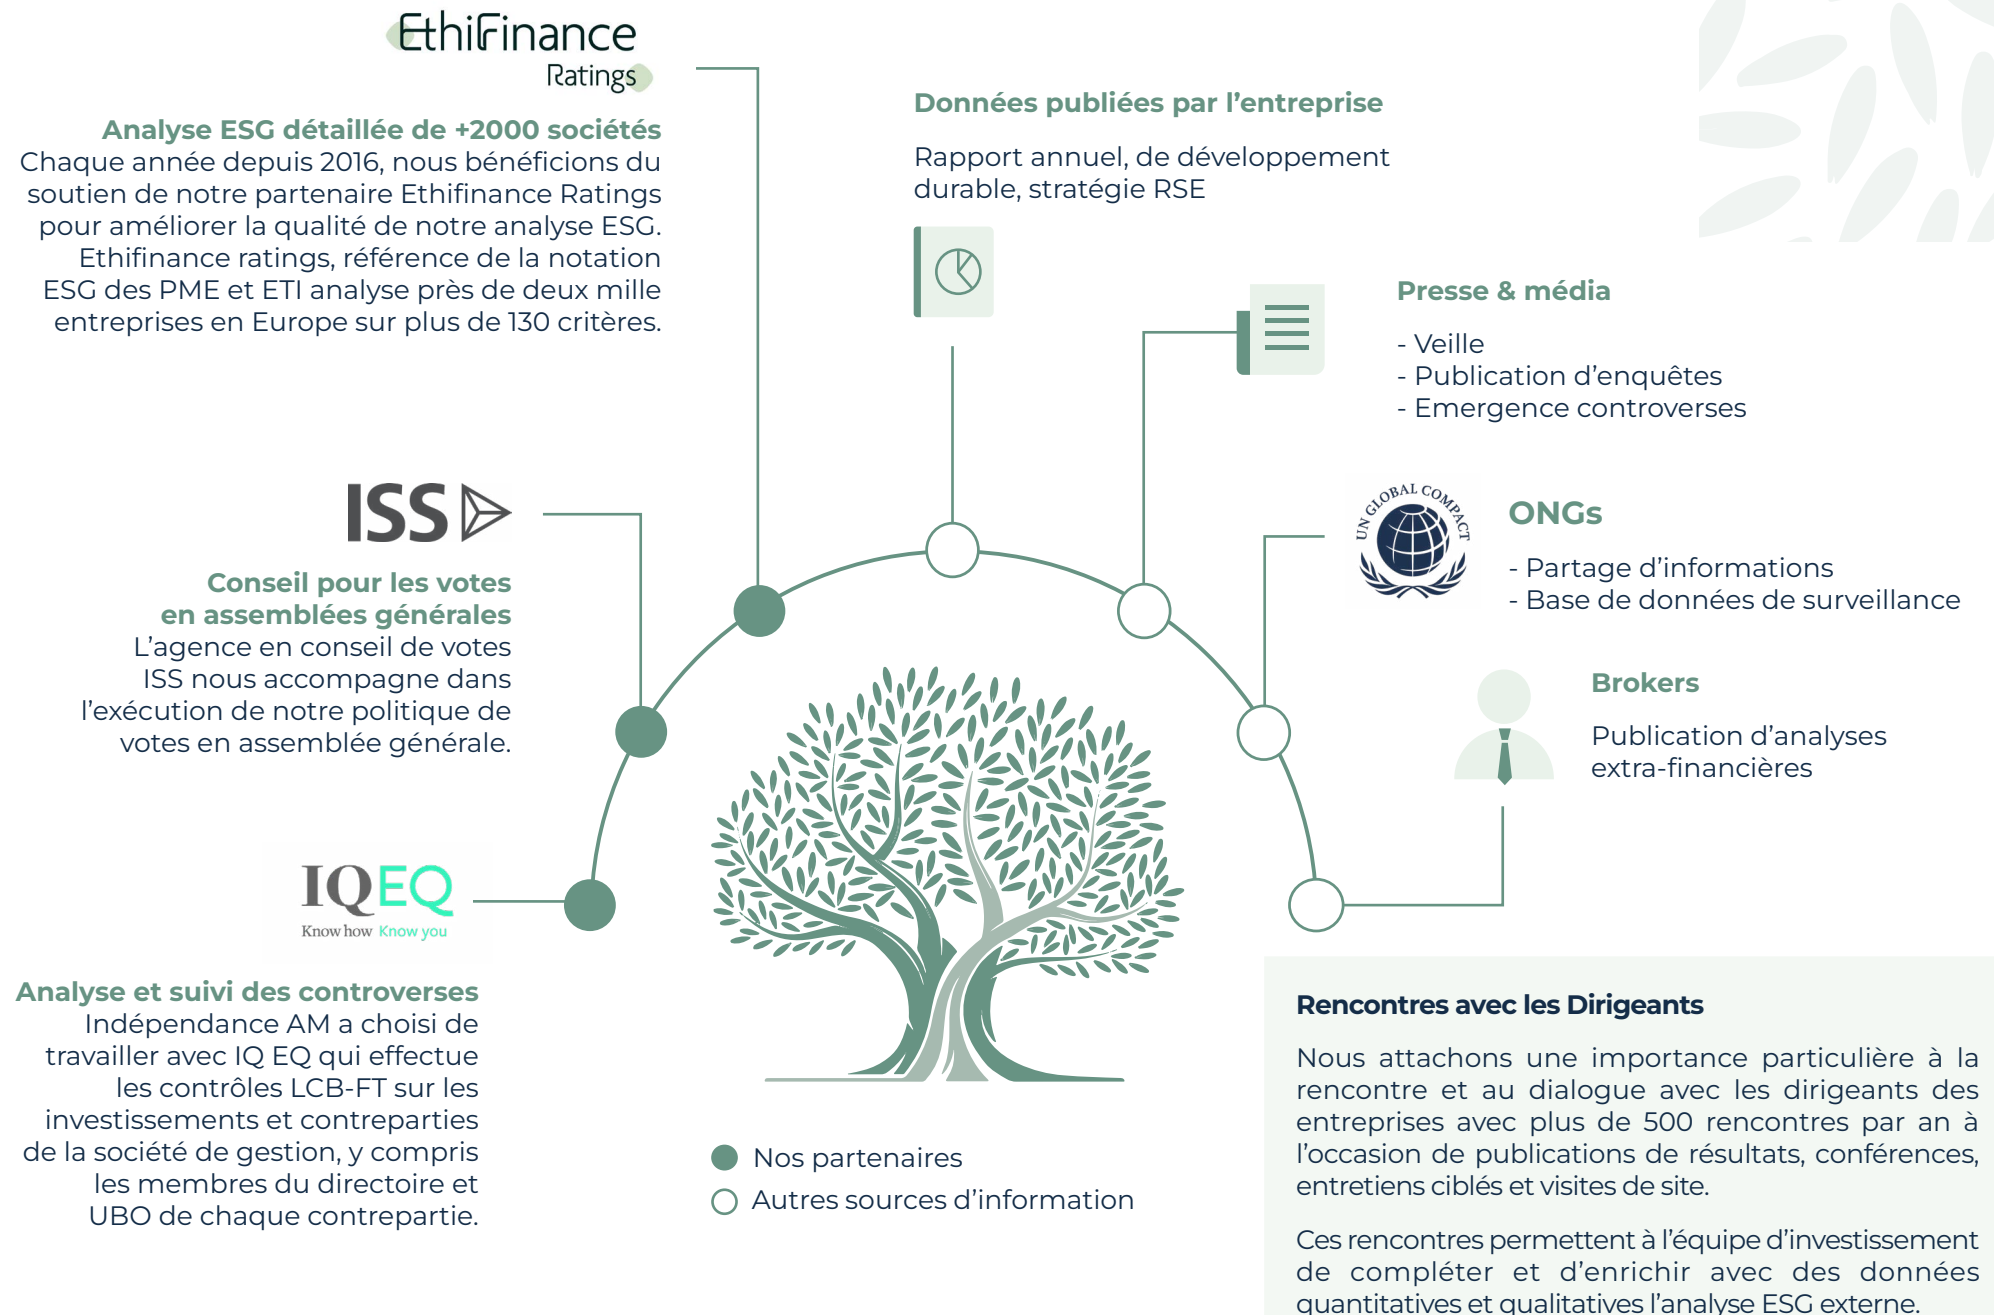 EthiFinance
Ratings
Analyse ESG détaillée de +2000 sociétés
Chaque année depuis 2016, nous bénéficions du
soutien de notre partenaire Ethifinance Ratings
pour améliorer la qualité de notre analyse ESG.
Ethifinance ratings, référence de la notation
ESG des PME et ETI analyse près de deux mille
entreprises en Europe sur plus de 130 critères.
ISS
Conseil pour les votes
en assemblées générales
L’agence en conseil de votes
ISS nous accompagne dans
l’exécution de notre politique de
votes en assemblée générale.
IQEQ
Know how Know you
Analyse et suivi des controverses
Indépendance AM a choisi de
travailler avec IQ EQ qui effectue
les contrôles LCB-FT sur les
investissements et contreparties
de la société de gestion, y compris
les membres du directoire et
UBO de chaque contrepartie.
Données publiées par l’entreprise
Rapport annuel, de développement
durable, stratégie RSE
Presse & média
- Veille
- Publication d’enquêtes
- Emergence controverses
UN GLOBAL COMPACT
ONGs
- Partage d’informations
- Base de données de surveillance
Brokers
Publication d’analyses
extra-financières
Nos partenaires
Autres sources d’information
Rencontres avec les Dirigeants
Nous attachons une importance particulière à la
rencontre et au dialogue avec les dirigeants des
entreprises avec plus de 500 rencontres par an à
l’occasion de publications de résultats, conférences,
entretiens ciblés et visites de site.
Ces rencontres permettent à l’équipe d’investissement
de compléter et d’enrichir avec des données
quantitatives et qualitatives l’analyse ESG externe.